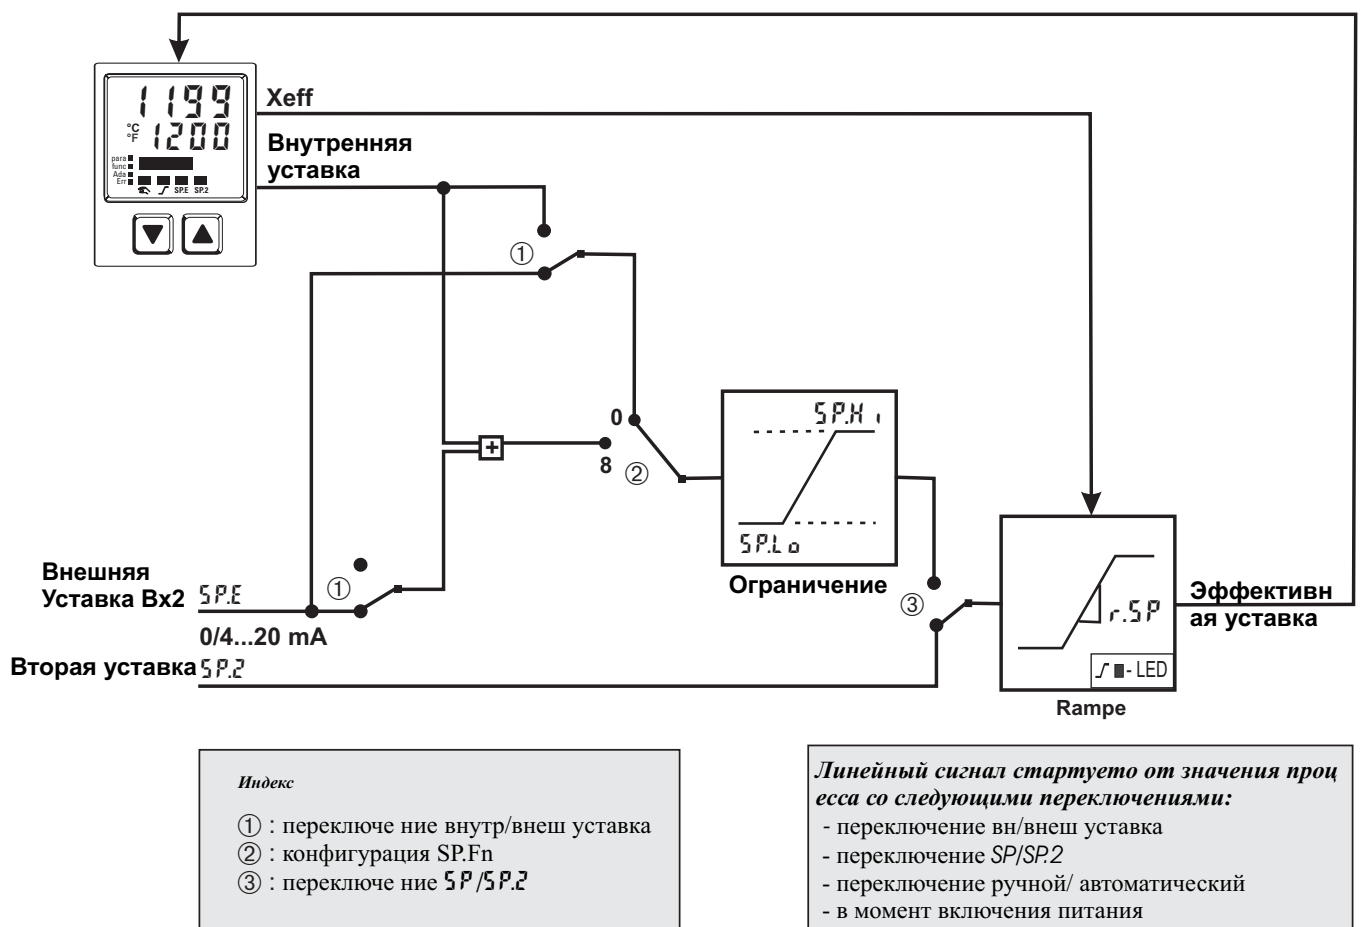 1199
Xeff
°C
°F
1200
Внутренняя
уставка
para
func
Ada
Err
SP.E SP.2
①
0
8
②
+
SP.Hi
SP.Lo
Ограничение
Внешняя
Уставка Вх2 SP.E
①
0/4...20 mA
Вторая уставка SP.2
③
r.SP
- LED
Rampe
Эффективн
ая уставка
Индекс
① : переключе ние внутр/внеш уставка
② : конфигурация SP.Fn
③ : переключе ние SP/SP.2
Линейный сигнал стартуето от значения проц
есса со следующими переключениями:
- переключение вн/внеш уставка
- переключение SP/SP.2
- переключение ручной/ автоматический
- в момент включения питания